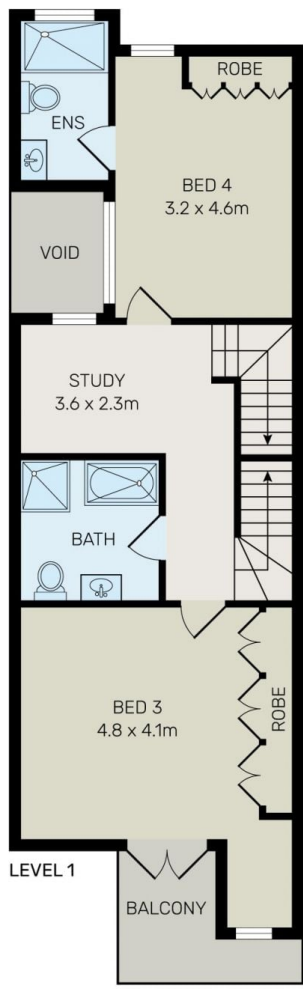 ROBE
ENS
BED 4
3.2 x 4.6m
VOID
STUDY
3.6 x 2.3m
BATH
BED 3
4.8 x 4.1m
ROBE
LEVEL 1
BALCONY